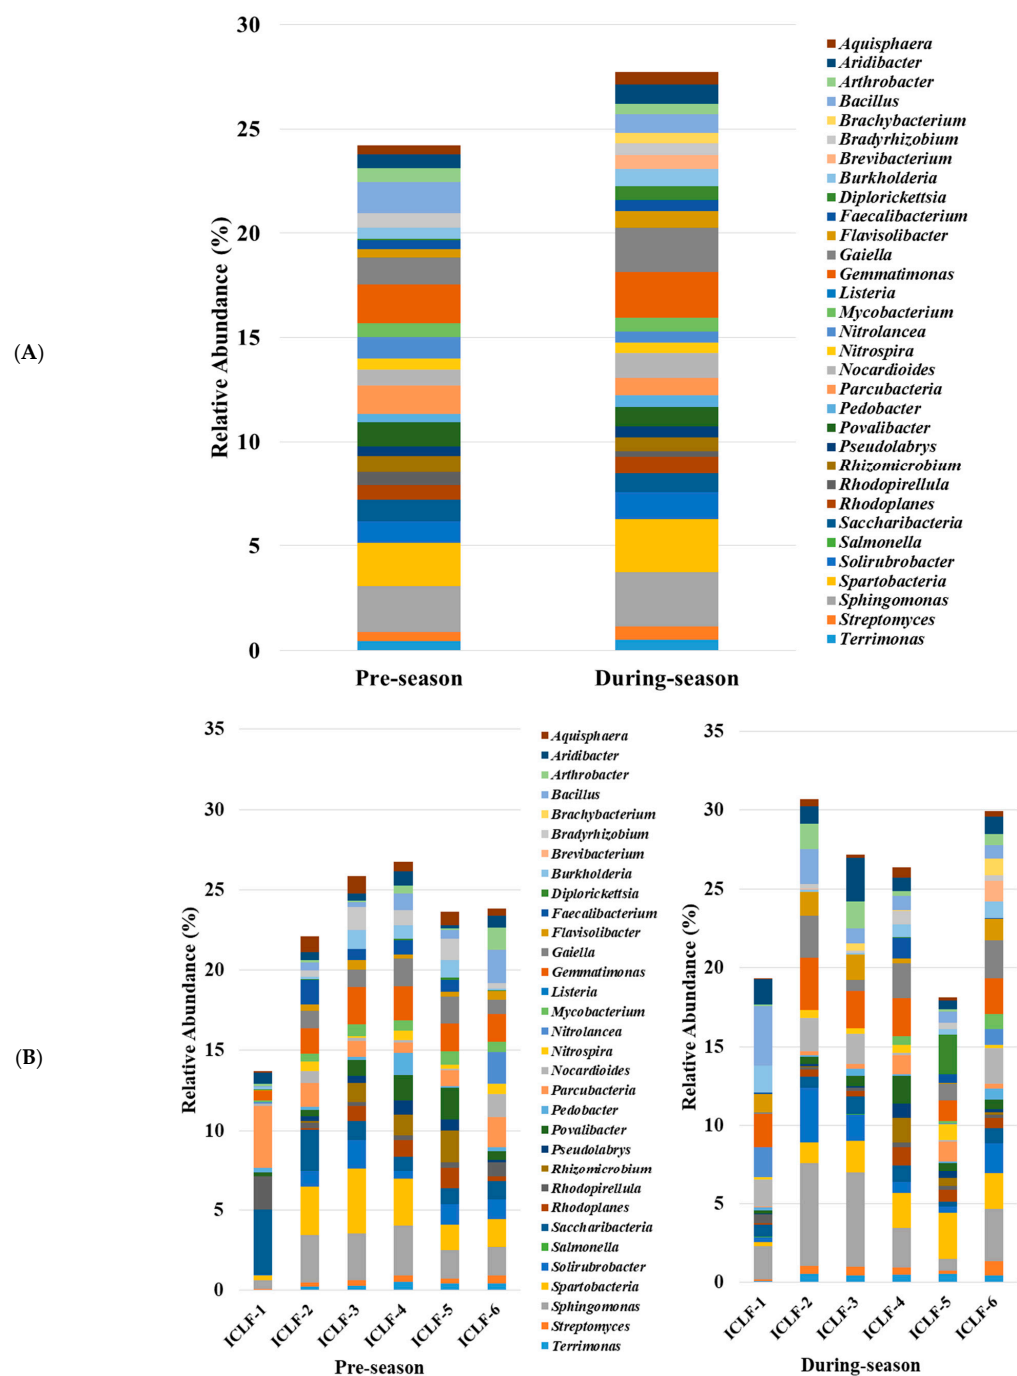 (A)
Relative Abundance (%)
30
25
20
15
10
5
0
Pre-season
During-season
Aquisphaera
Aridibacter
Arthrobacter
Bacillus
Brachybacterium
Bradyrhizobium
Brevibacterium
Burkholderia
Diplorickettsia
Faecalibacterium
Flavisolibacter
Gaiella
Gemmatimonas
Listeria
Mycobacterium
Nitrolancea
Nitrospira
Nocardioides
Parcubacteria
Pedobacter
Povalibacter
Pseudolabrys
Rhizomicrobium
Rhodopirellula
Rhodoplanes
Saccharibacteria
Salmonella
Solirubrobacter
Spartobacteria
Sphingomonas
Streptomyces
Terrimonas
(B)
Relative Abundance (%)
35
30
25
20
15
10
5
0
ICLF-1
ICLF-2
ICLF-3
ICLF-4
ICLF-5
ICLF-6
Pre-season
Aquisphaera
Aridibacter
Arthrobacter
Bacillus
Brachybacterium
Bradyrhizobium
Brevibacterium
Burkholderia
Diplorickettsia
Faecalibacterium
Flavisolibacter
Gaiella
Gemmatimonas
Listeria
Mycobacterium
Nitrolancea
Nitrospira
Nocardioides
Parcubacteria
Pedobacter
Povalibacter
Pseudolabrys
Rhizomicrobium
Rhodopirellula
Rhodoplanes
Saccharibacteria
Salmonella
Solirubrobacter
Spartobacteria
Sphingomonas
Streptomyces
Terrimonas
Relative Abundance (%)
35
30
25
20
15
10
5
0
ICLF-1
ICLF-2
ICLF-3
ICLF-4
ICLF-5
ICLF-6
During-season